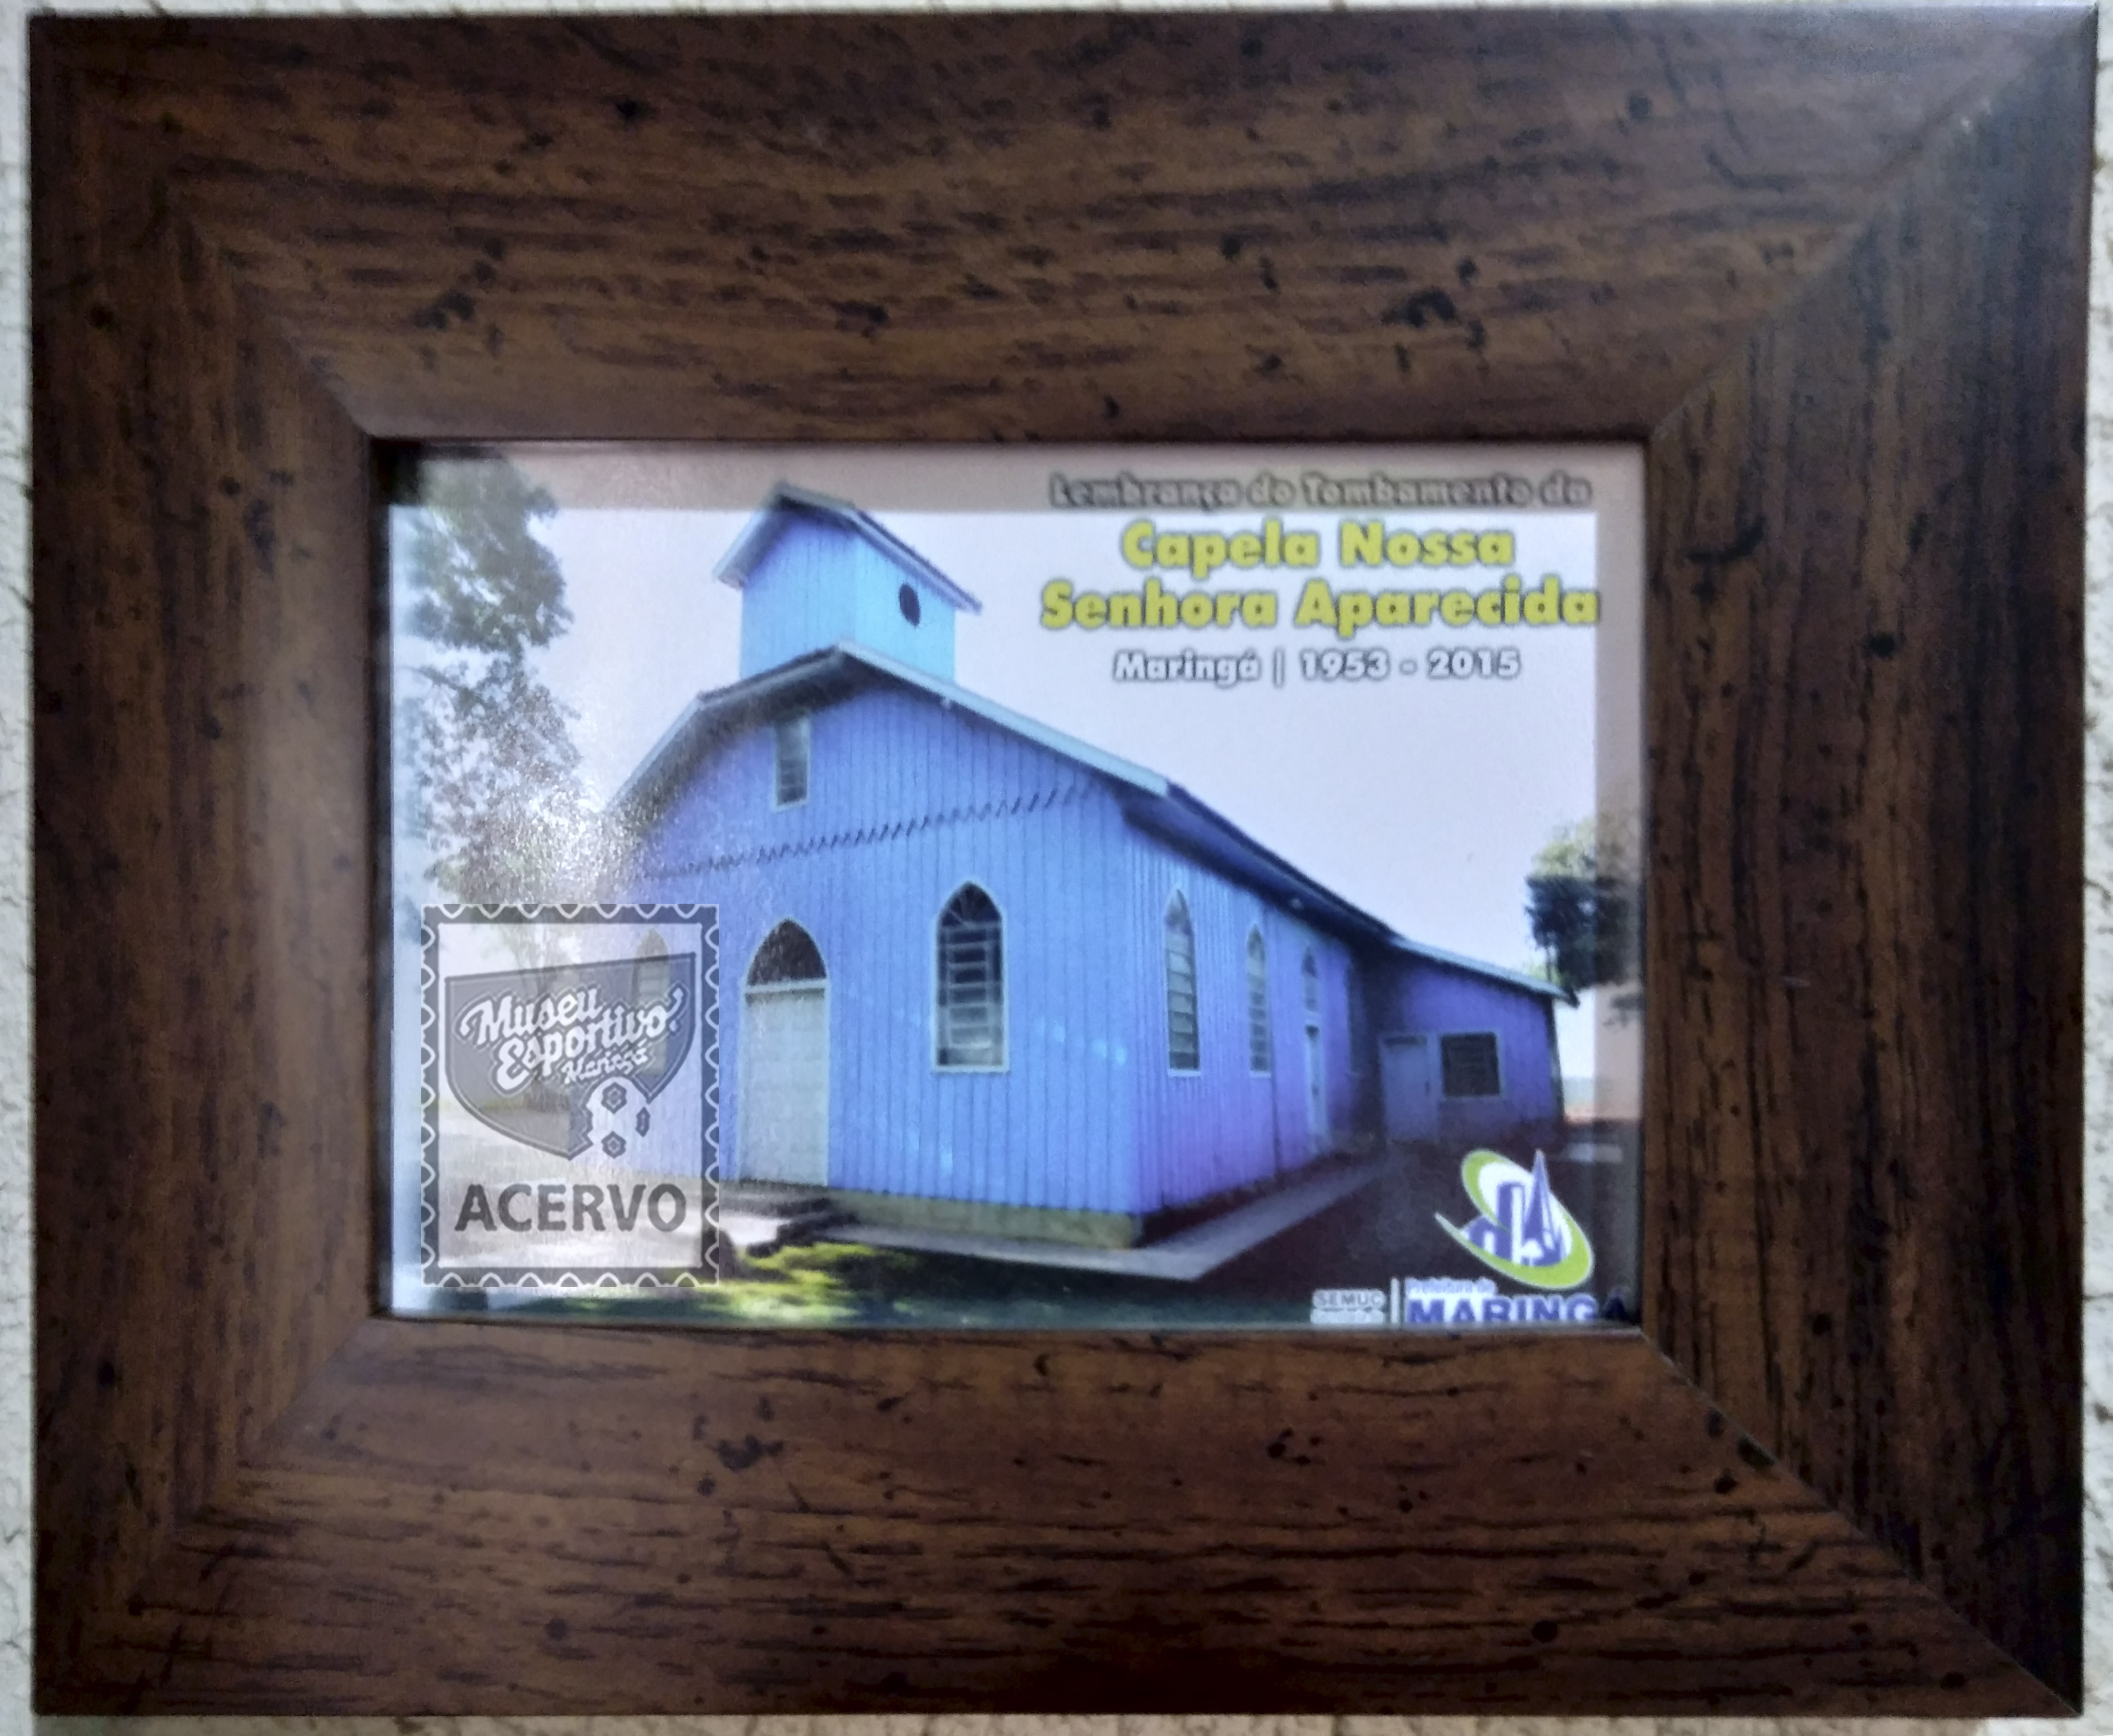 Lembrança do Tombamento da
Capela Nossa
Senhora Aparecida
Maringá | 1953 - 2015
Museu
Esportivo
Maringá
ACERVO
SEMUC
Prefeitura de
MARINGÁ